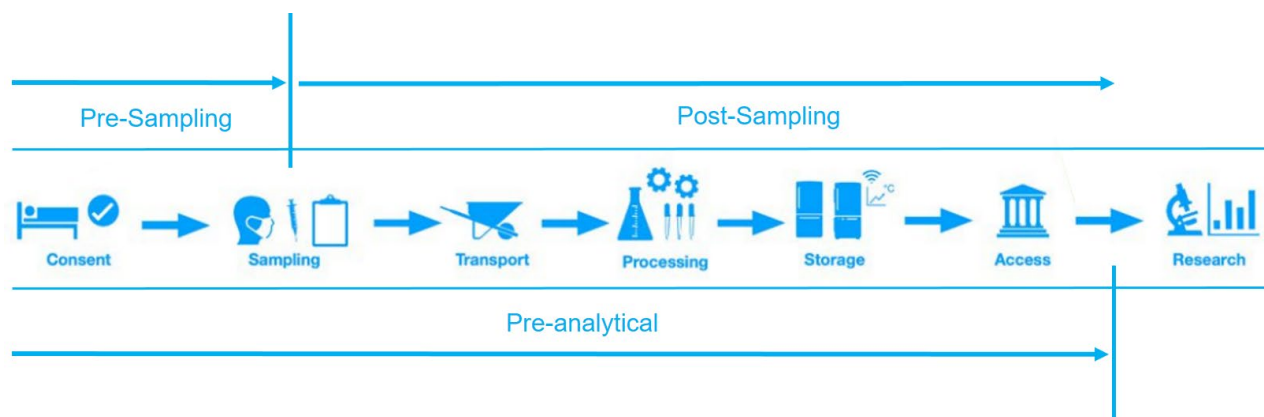 Pre-Sampling
Post-Sampling
°C
Consent
Sampling
Transport
Processing
Storage
Access
Research
Pre-analytical